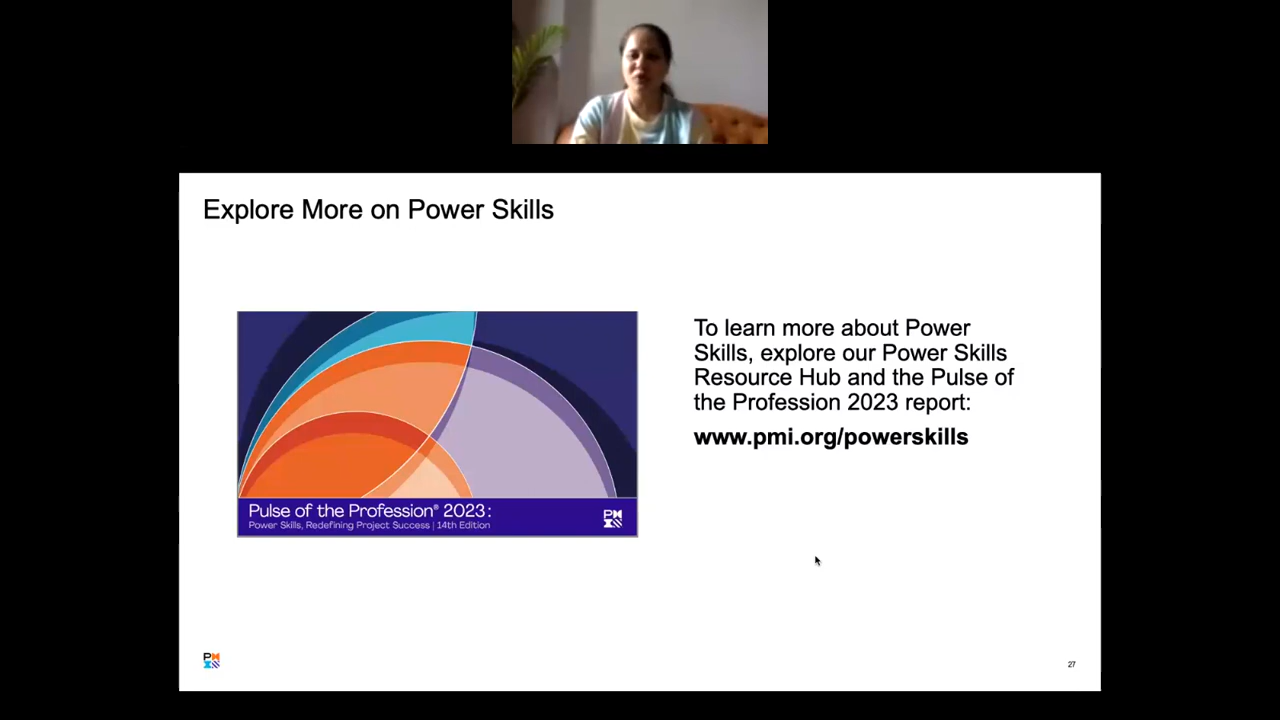 Explore More on Power Skills
To learn more about Power
Skills, explore our Power Skills
Resource Hub and the Pulse of
the Profession 2023 report:
www.pmi.org/powerskills
Pulse of the Profession® 2023:
Power Skills, Redefining Project Success | 14th Edition
PMI
PMI
27